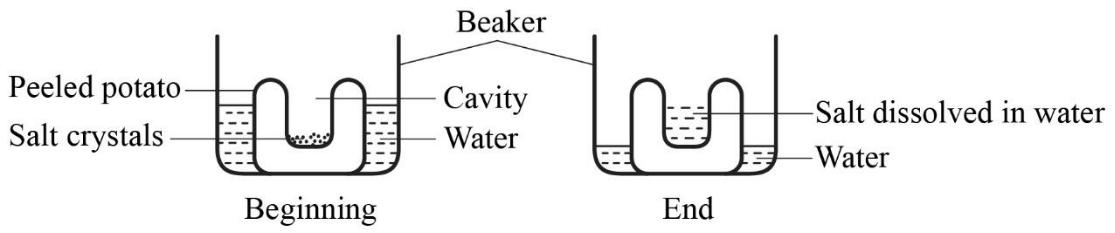 Beaker
Peeled potato
Cavity
Salt crystals
Water
Salt dissolved in water
Water
Beginning
End